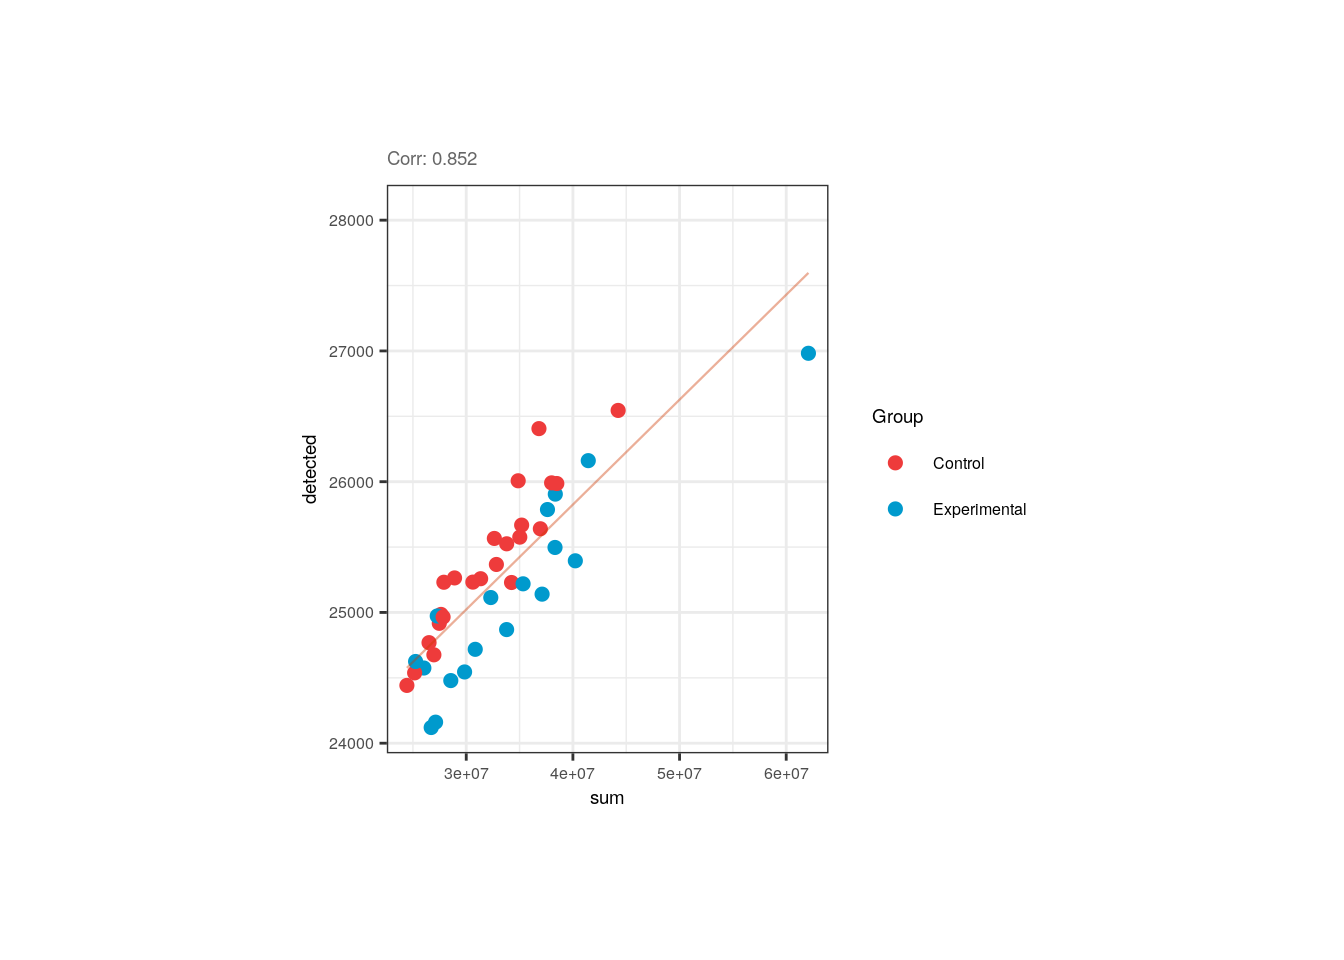 Corr: 0.852
28000
27000
26000
25000
24000
detected
3e+07 4e+07 5e+07 6e+07
sum
Group
Control
Experimental